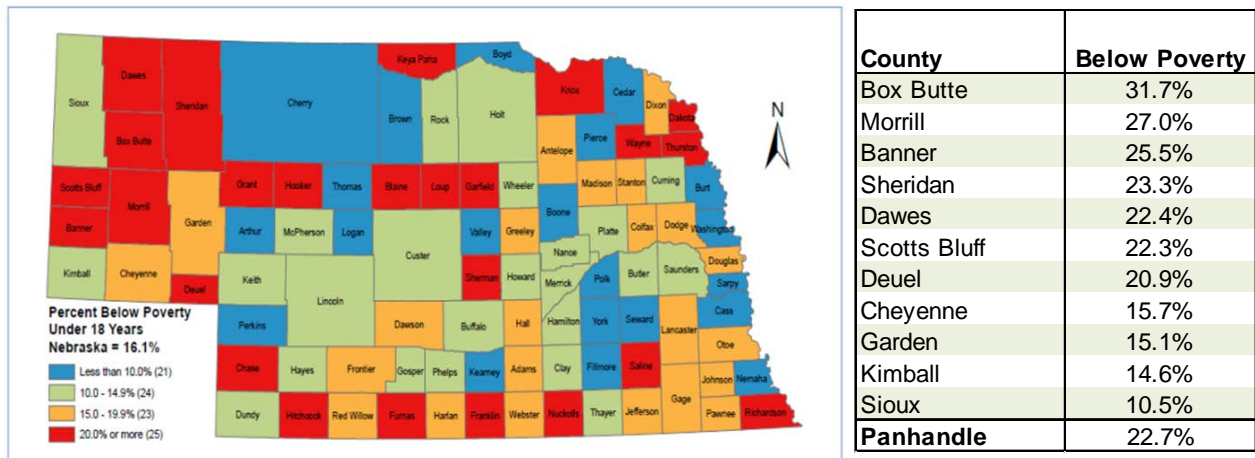 Keya Paha Boyd
Dawes
Knox Cedar
Sioux Sheridan Cherry Dixon
Brown Rock Holt Dakota
N
Box Butte Antelope Pierce Wayne Thurston
Scotts Bluff Grant Hooker Thomas Blaine Loup Garfield Wheeler Madison Stanton Cuming Burt
Morrill
Banner Garden Arthur McPherson Logan Valley Greeley Boone Platte Colfax Dodge Washington
Custer Nance
Kimball Cheyenne Keith Sherman Howard Merrick Polk Butler Saunders Douglas
Deuel Lincoln Sarpy
Perkins Dawson Buffalo Hall Hamilton York Seward Lancaster Cass
Otoe
Chase Hayes Frontier Gosper Phelps Kearney Adams Clay Fillmore Saline Johnson Nemaha
Dundy Hitchcock Red Willow Furnas Harlan Franklin Webster Nuckolls Thayer Jefferson Gage Pawnee Richardson
Percent Below Poverty
Under 18 Years
Nebraska = 16.1%
Less than 10.0% (21)
10.0 - 14.9% (24)
15.0 - 19.9% (23)
20.0% or more (25)
County Below Poverty
Box Butte 31.7%
Morrill 27.0%
Banner 25.5%
Sheridan 23.3%
Dawes 22.4%
Scotts Bluff 22.3%
Deuel 20.9%
Cheyenne 15.7%
Garden 15.1%
Kimball 14.6%
Sioux 10.5%
Panhandle 22.7%